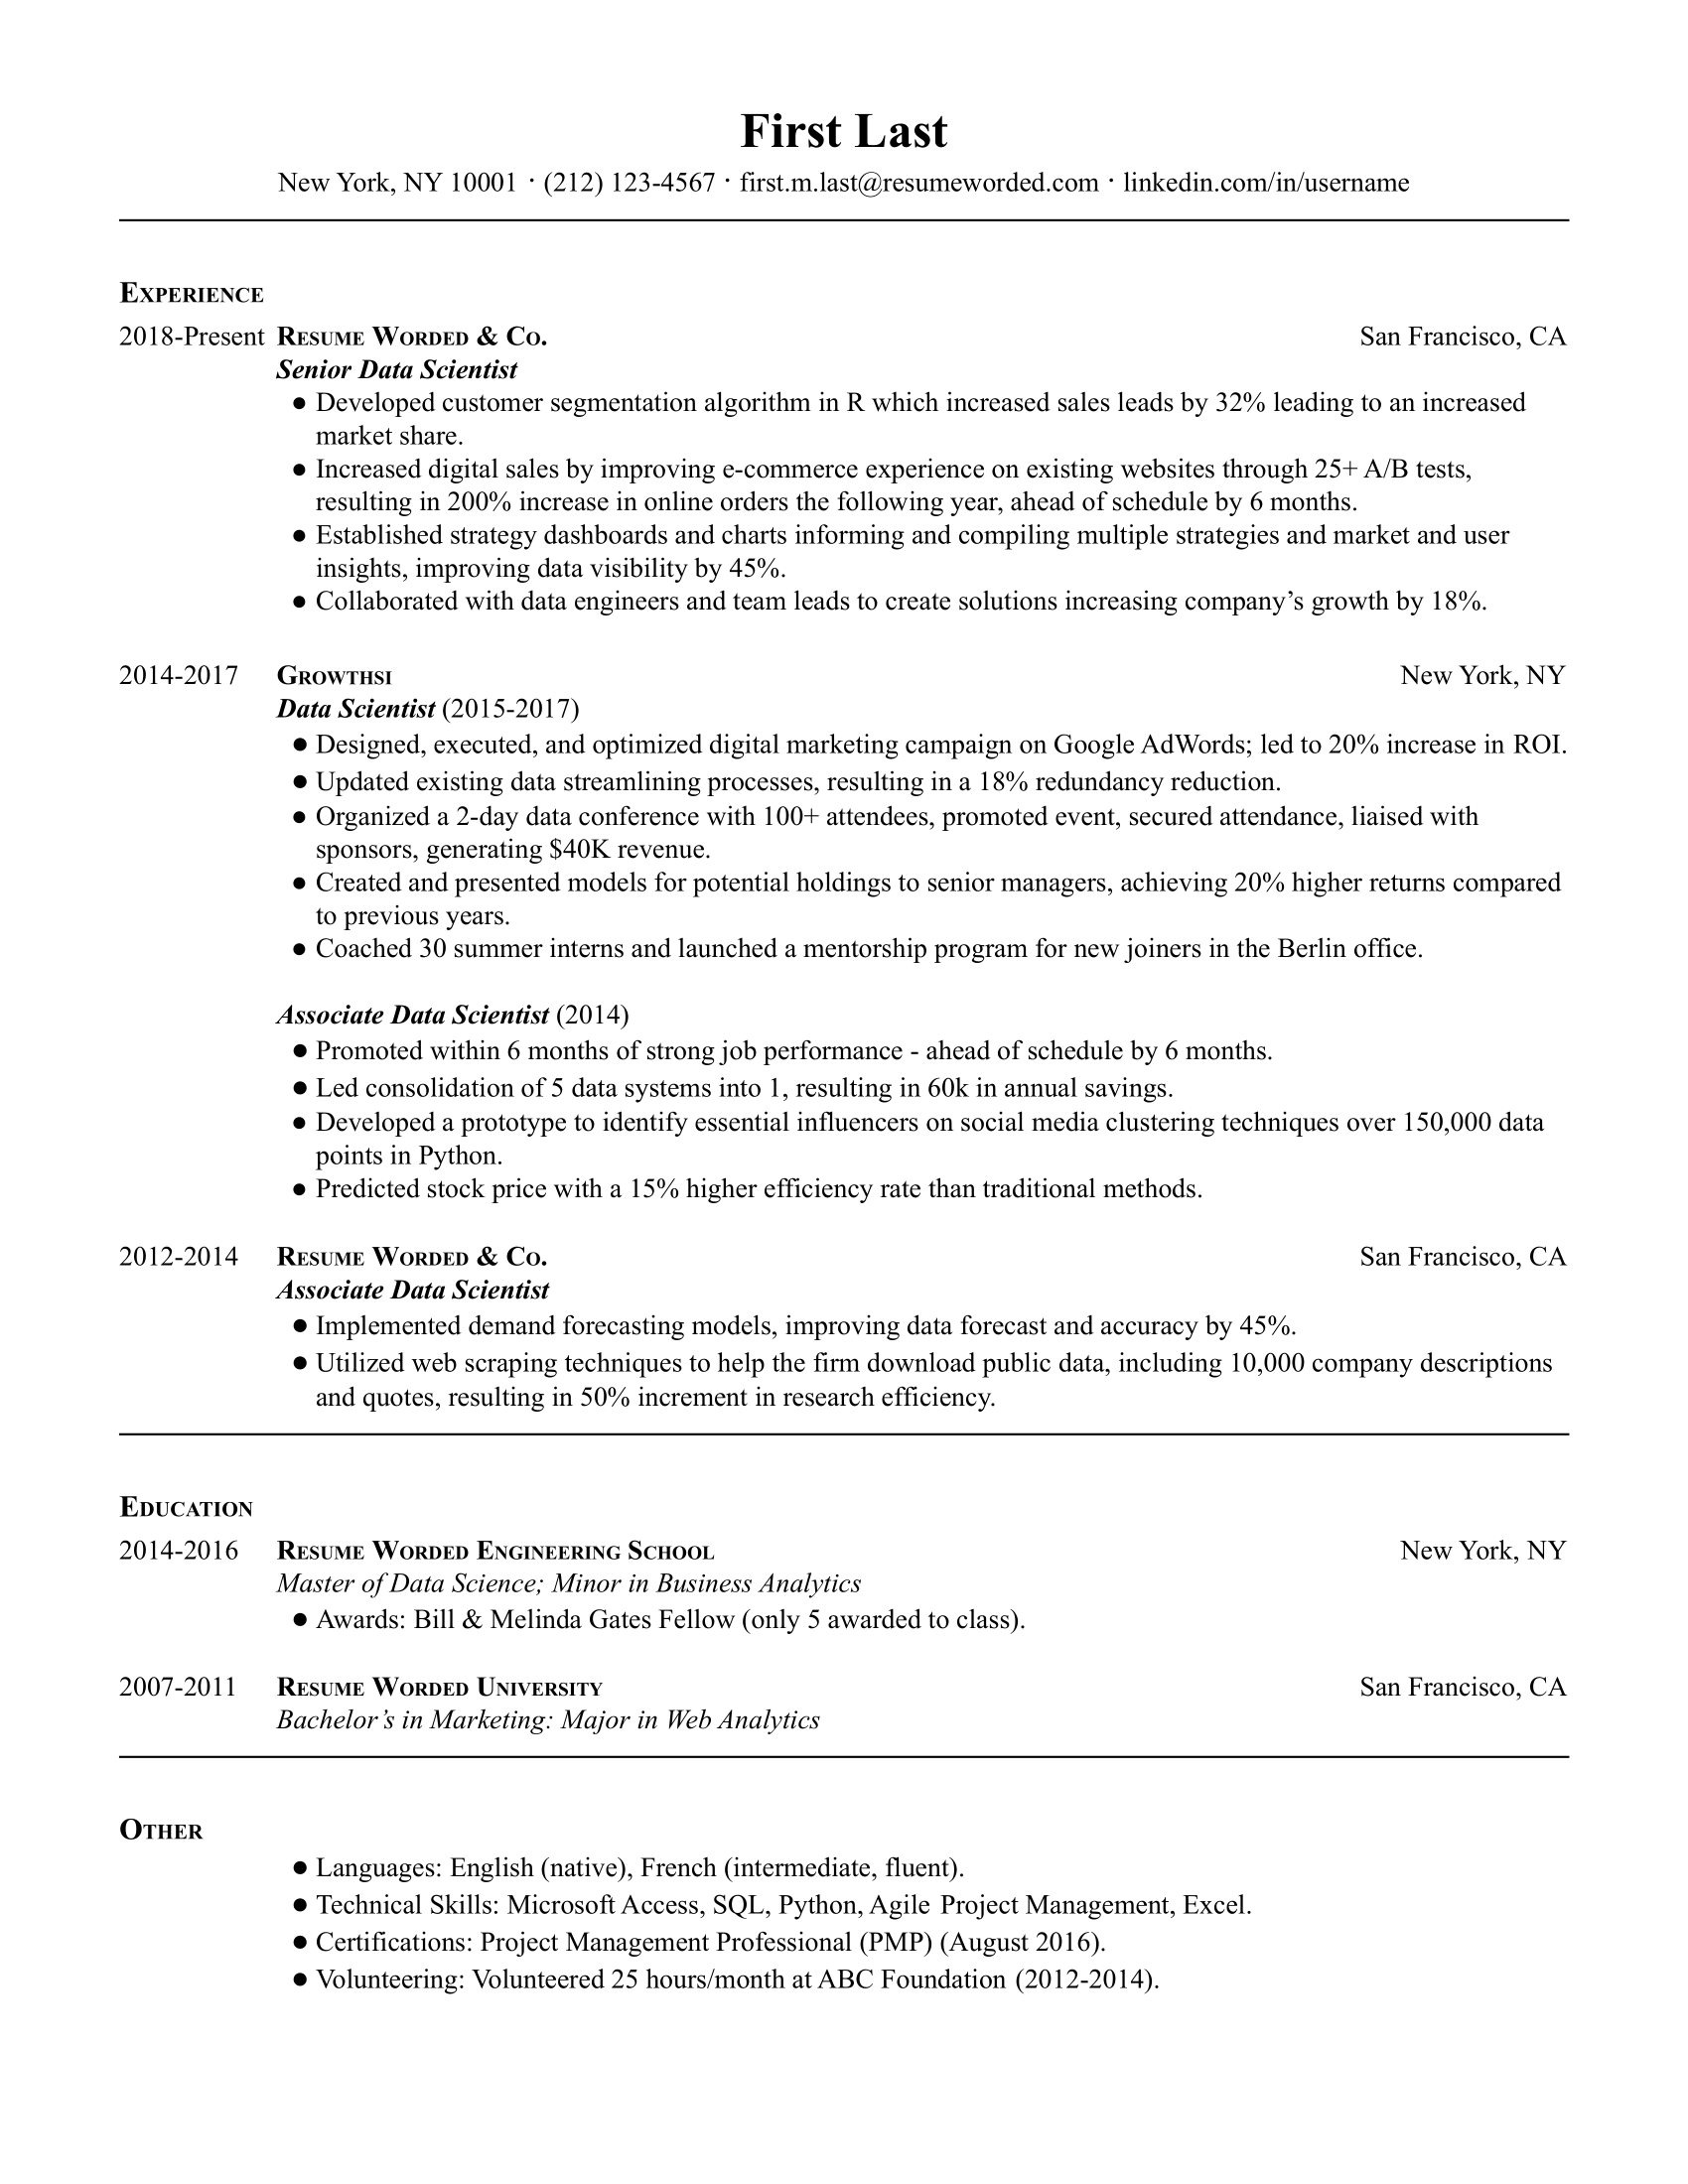 First Last
New York, NY 10001 · (212) 123-4567 · first.m.last@resumeworded.com · linkedin.com/in/username
EXPERIENCE
2018-Present RESUME WORDED & CO. San Francisco, CA
Senior Data Scientist
● Developed customer segmentation algorithm in R which increased sales leads by 32% leading to an increased
market share.
● Increased digital sales by improving e-commerce experience on existing websites through 25+ A/B tests,
resulting in 200% increase in online orders the following year, ahead of schedule by 6 months.
● Established strategy dashboards and charts informing and compiling multiple strategies and market and user
insights, improving data visibility by 45%.
● Collaborated with data engineers and team leads to create solutions increasing company’s growth by 18%.
2014-2017 GROWTHSI New York, NY
Data Scientist (2015-2017)
● Designed, executed, and optimized digital marketing campaign on Google AdWords; led to 20% increase in ROI.
● Updated existing data streamlining processes, resulting in a 18% redundancy reduction.
● Organized a 2-day data conference with 100+ attendees, promoted event, secured attendance, liaised with
sponsors, generating $40K revenue.
● Created and presented models for potential holdings to senior managers, achieving 20% higher returns compared
to previous years.
● Coached 30 summer interns and launched a mentorship program for new joiners in the Berlin office.
Associate Data Scientist (2014)
● Promoted within 6 months of strong job performance - ahead of schedule by 6 months.
● Led consolidation of 5 data systems into 1, resulting in 60k in annual savings.
● Developed a prototype to identify essential influencers on social media clustering techniques over 150,000 data
points in Python.
● Predicted stock price with a 15% higher efficiency rate than traditional methods.
2012-2014 RESUME WORDED & CO. San Francisco, CA
Associate Data Scientist
● Implemented demand forecasting models, improving data forecast and accuracy by 45%.
● Utilized web scraping techniques to help the firm download public data, including 10,000 company descriptions
and quotes, resulting in 50% increment in research efficiency.
EDUCATION
2014-2016 RESUME WORDED ENGINEERING SCHOOL New York, NY
Master of Data Science; Minor in Business Analytics
● Awards: Bill & Melinda Gates Fellow (only 5 awarded to class).
2007-2011 RESUME WORDED UNIVERSITY San Francisco, CA
Bachelor’s in Marketing: Major in Web Analytics
OTHER
● Languages: English (native), French (intermediate, fluent).
● Technical Skills: Microsoft Access, SQL, Python, Agile Project Management, Excel.
● Certifications: Project Management Professional (PMP) (August 2016).
● Volunteering: Volunteered 25 hours/month at ABC Foundation (2012-2014).